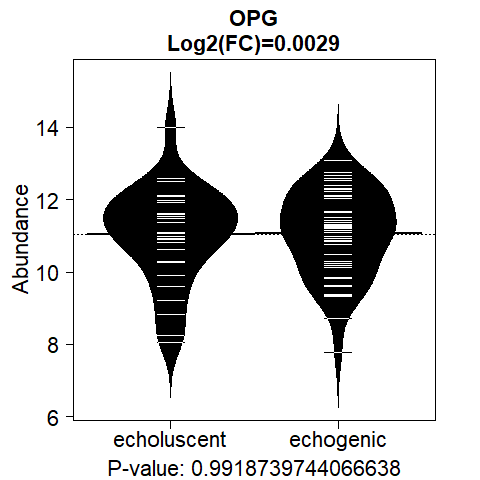 OPG
Log2(FC)=0.0029
Abundance
14
12
10
8
6
echoluscent echogenic
P-value: 0.9918739744066638